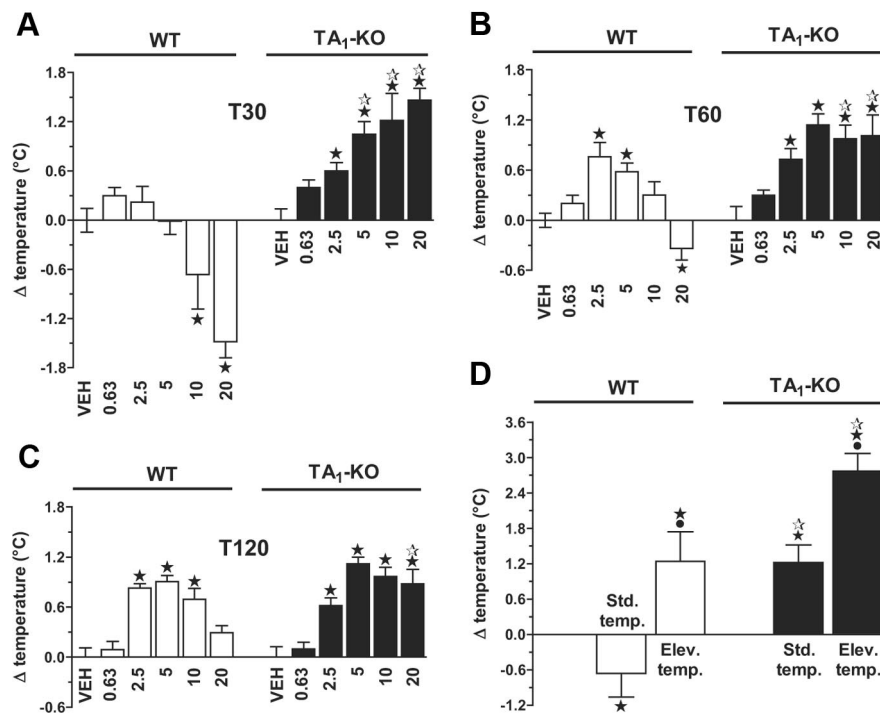 A
WT
TA₁-KO
T30
Δ temperature (°C)
1.8
1.2
0.6
0.0
-0.6
-1.2
-1.8
VEH
0.63
2.5
5
10
20
VEH
0.63
2.5
5
10
20
B
WT
TA₁-KO
T60
Δ temperature (°C)
1.8
1.2
0.6
0.0
-0.6
VEH
0.63
2.5
5
10
20
VEH
0.63
2.5
5
10
20
C
WT
TA₁-KO
T120
Δ temperature (°C)
1.8
1.2
0.6
0.0
-0.6
VEH
0.63
2.5
5
10
20
VEH
0.63
2.5
5
10
20
D
WT
TA₁-KO
Δ temperature (°C)
3.6
3.0
2.4
1.8
1.2
0.6
0.0
-0.6
-1.2
Std.
temp.
Elev.
temp.
Std.
temp.
Elev.
temp.